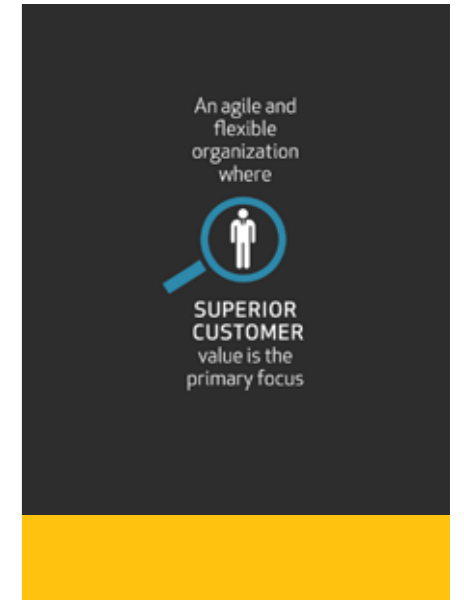 An agile and
flexible
organization
where
SUPERIOR
CUSTOMER
value is the
primary focus